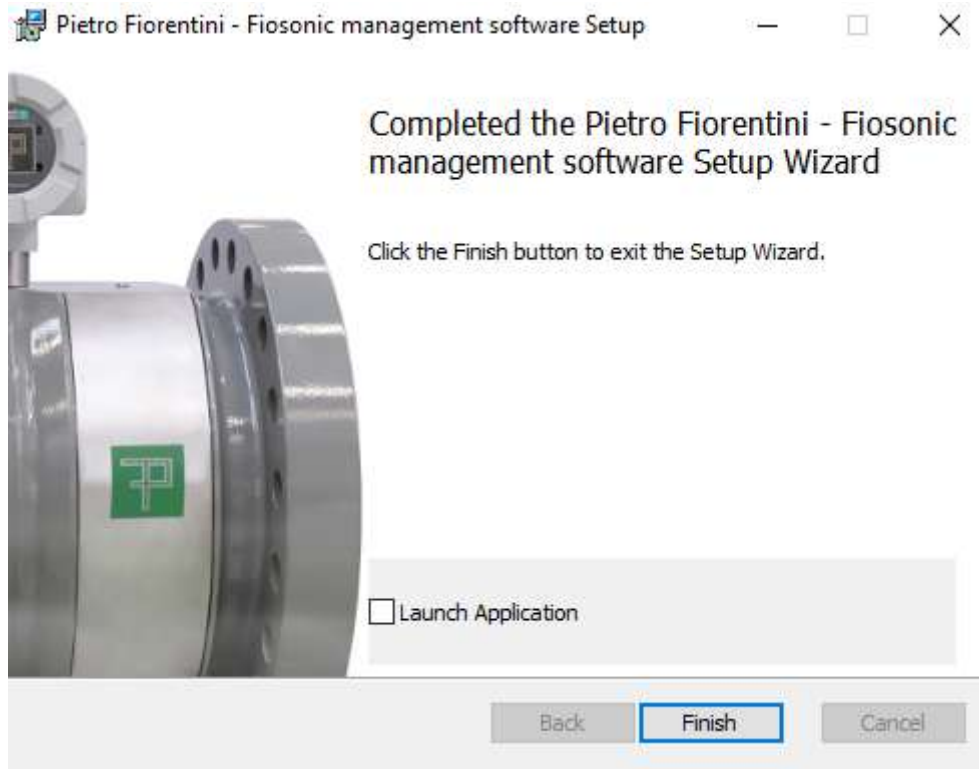 Pietro Fiorentini - Fiosonic management software Setup
Completed the Pietro Fiorentini - Fiosonic
management software Setup Wizard
Click the Finish button to exit the Setup Wizard.
Launch Application
Back
Finish
Cancel